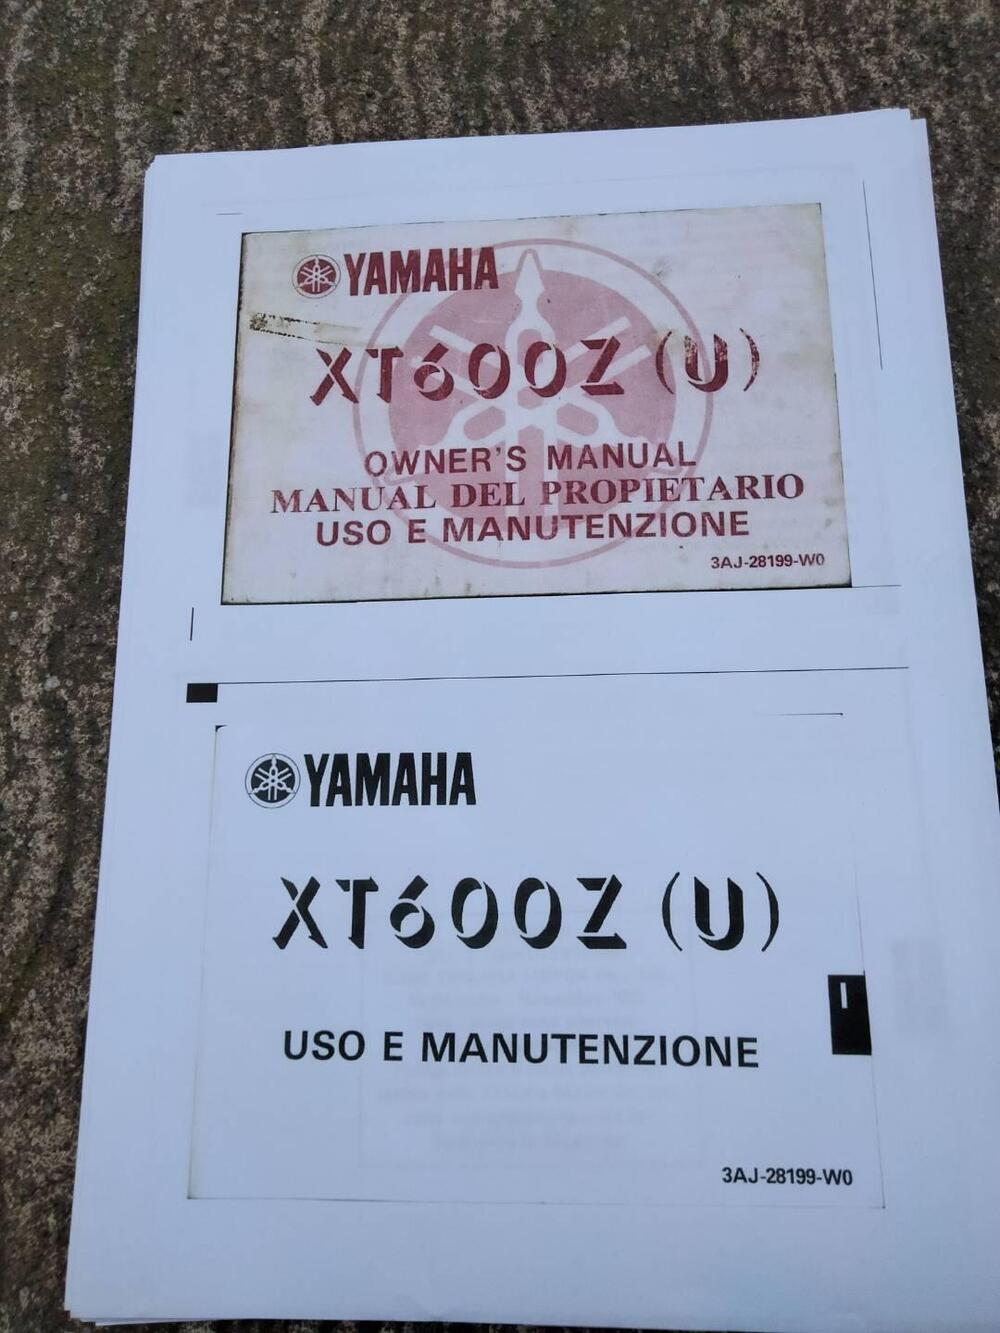 YAMAHA
XT600Z (U)
OWNER'S MANUAL
MANUAL DEL PROPIETARIO
USO E MANUTENZIONE
3AJ-28199-W0
YAMAHA
XT600Z (U)
I
USO E MANUTENZIONE
3AJ-28199-W0